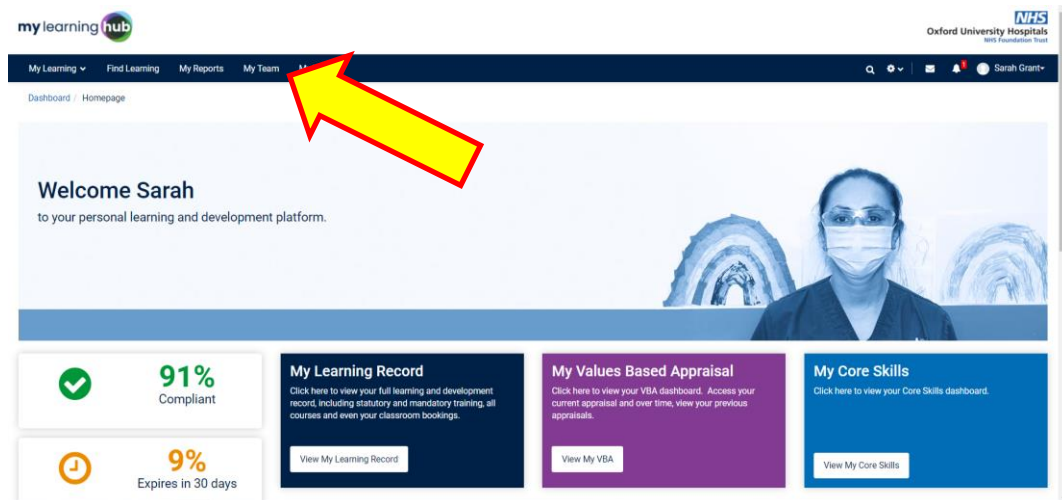 my learning hub
NHS
Oxford University Hospitals
NHS Foundation Trust
My Learning Find Learning My Reports My Team
1
Sarah Grant
Dashboard / Homepage
Welcome Sarah
to your personal learning and development platform.
91%
Compliant
9%
Expires in 30 days
My Learning Record
Click here to view your full learning and development
record, including statutory and mandatory training, all
courses and even your classroom bookings.
View My Learning Record
My Values Based Appraisal
Click here to view your VBA dashboard. Access your
current appraisal and over time, view your previous
appraisals.
View My VBA
My Core Skills
Click here to view your Core Skills dashboard.
View My Core Skills